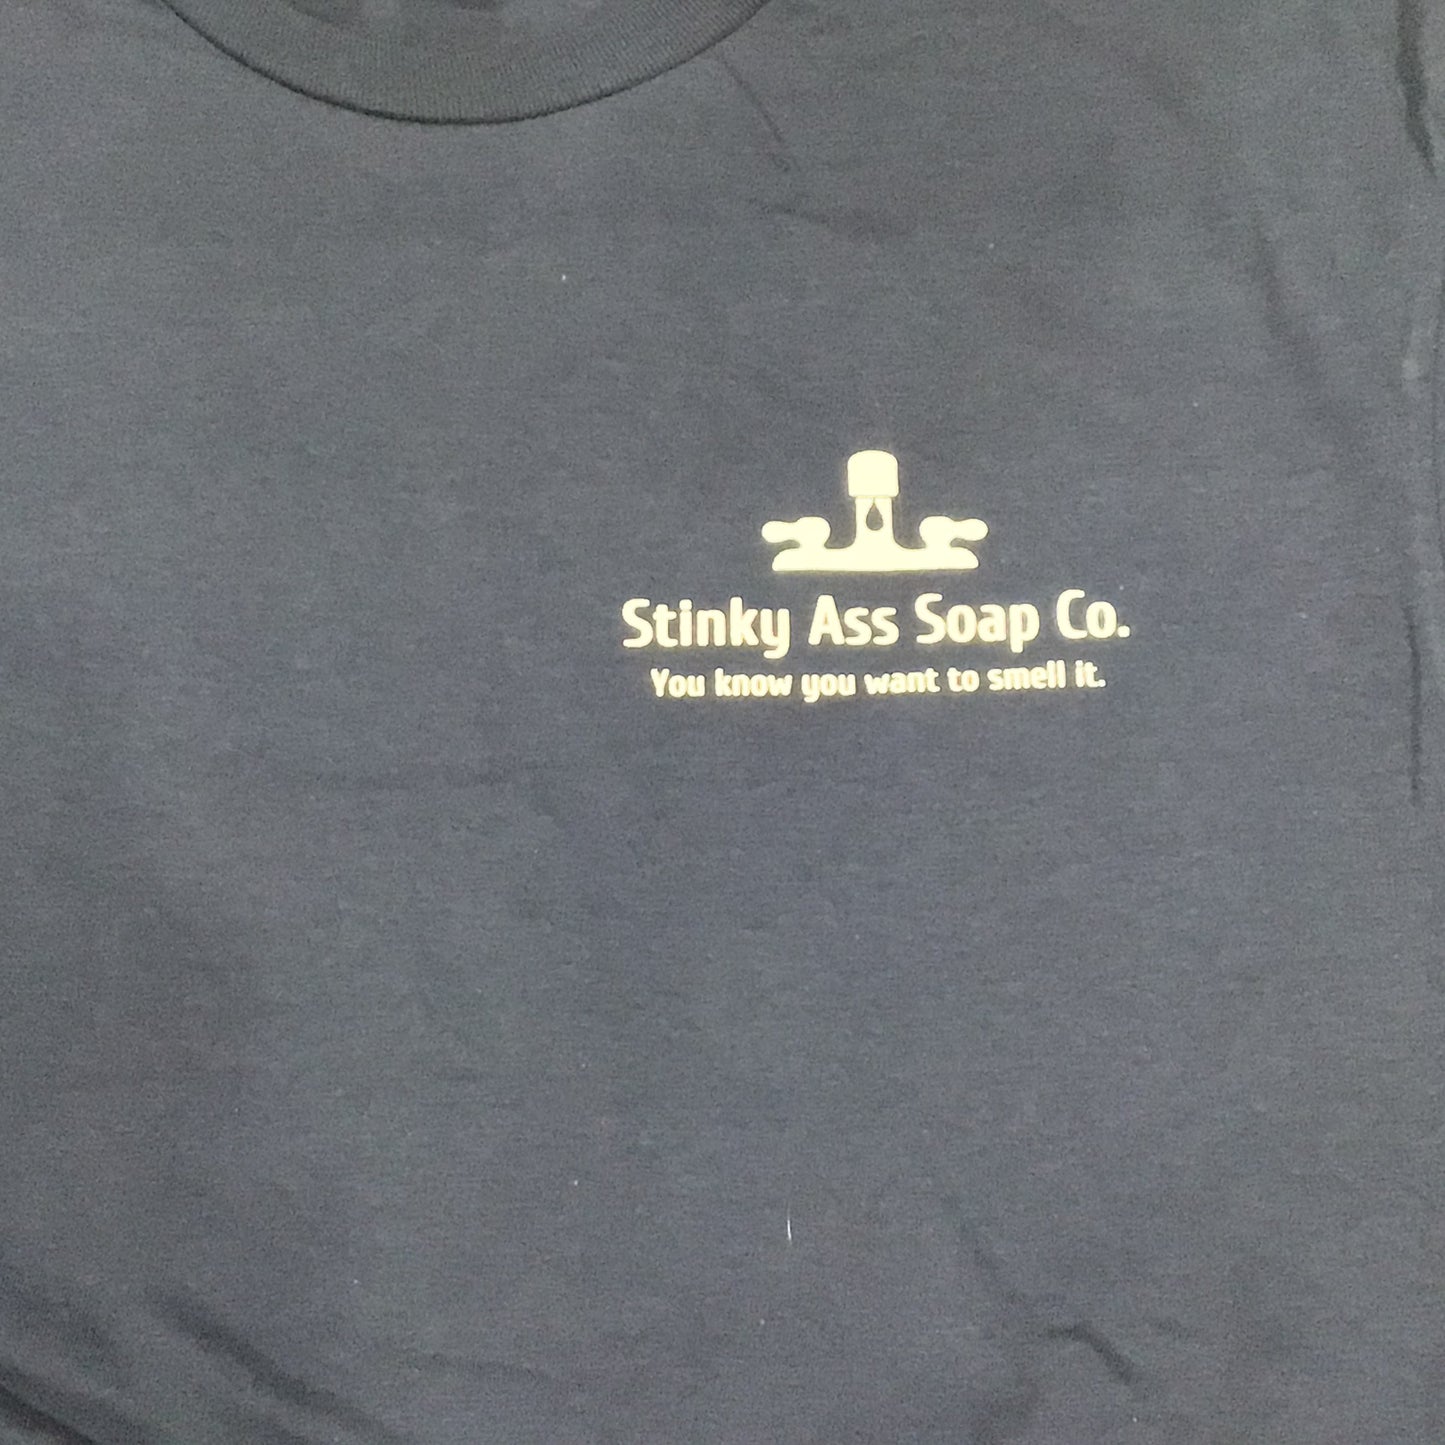 Stinky Ass Soap Co.
You know you want to smell it.